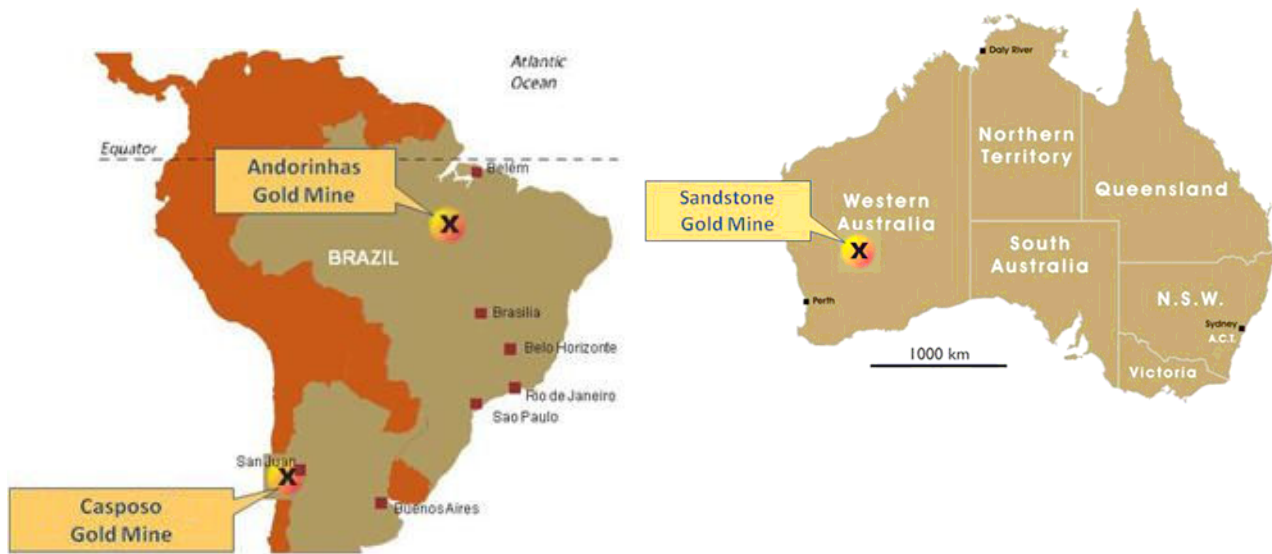 Atlantic
Ocean
Equator
Andorinhas
Gold Mine
Belém
X
BRAZIL
Brasilia
Belo Horizonte
Rio de Janeiro
Sao Paulo
San Juan
X
Buenos Aires
Casposo
Gold Mine
Daly River
Northern
Territory
Queensland
Sandstone
Gold Mine
Western
Australia
X
South
Australia
N.S.W.
Perth
Sydney
A.C.T.
1000 km
Victoria